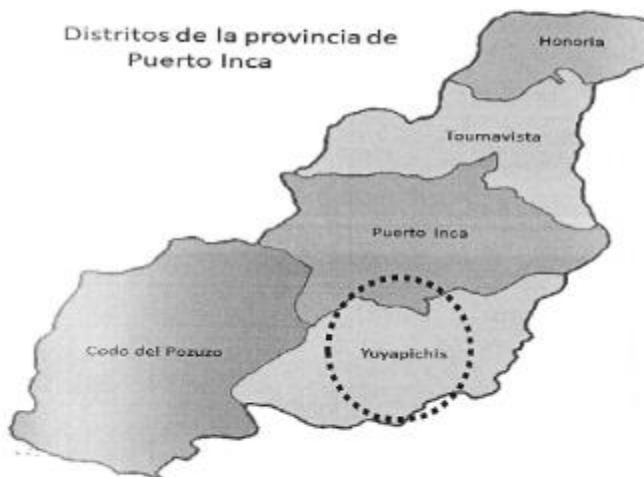 Distritos de la provincia de
Puerto Inca
Honoria
Tournavista
Puerto Inca
Codo del Pozuzo
Yuyapichis